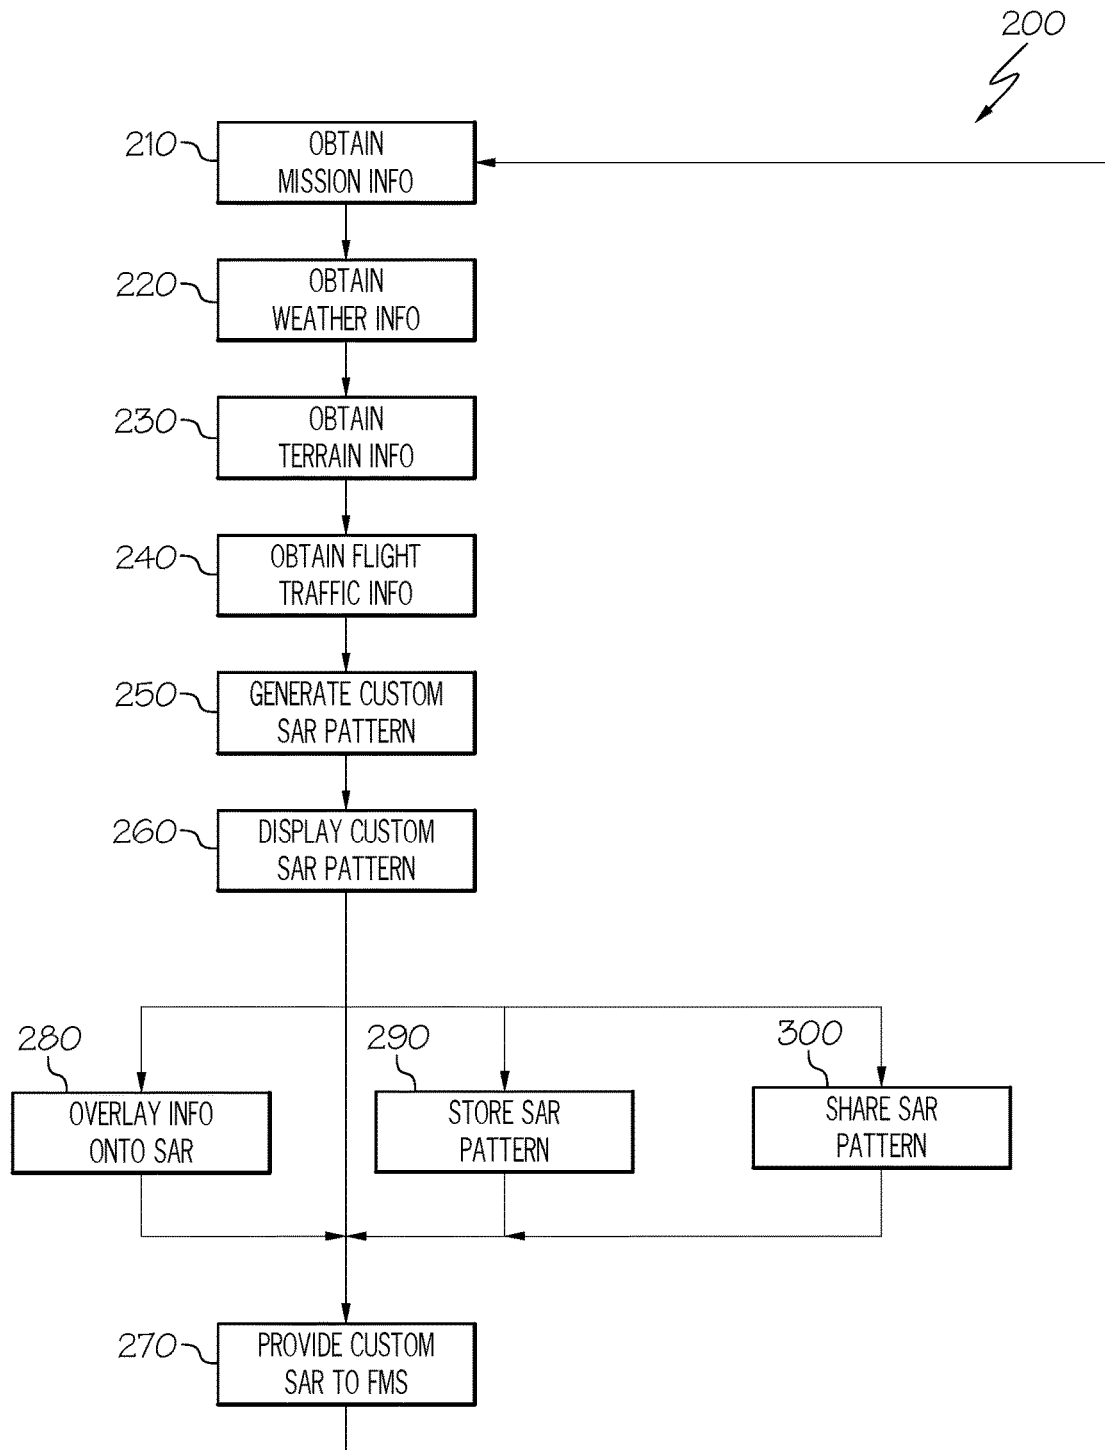 200
210
OBTAIN
MISSION INFO
220
OBTAIN
WEATHER INFO
230
OBTAIN
TERRAIN INFO
240
OBTAIN FLIGHT
TRAFFIC INFO
250
GENERATE CUSTOM
SAR PATTERN
260
DISPLAY CUSTOM
SAR PATTERN
280
OVERLAY INFO
ONTO SAR
290
STORE SAR
PATTERN
300
SHARE SAR
PATTERN
270
PROVIDE CUSTOM
SAR TO FMS